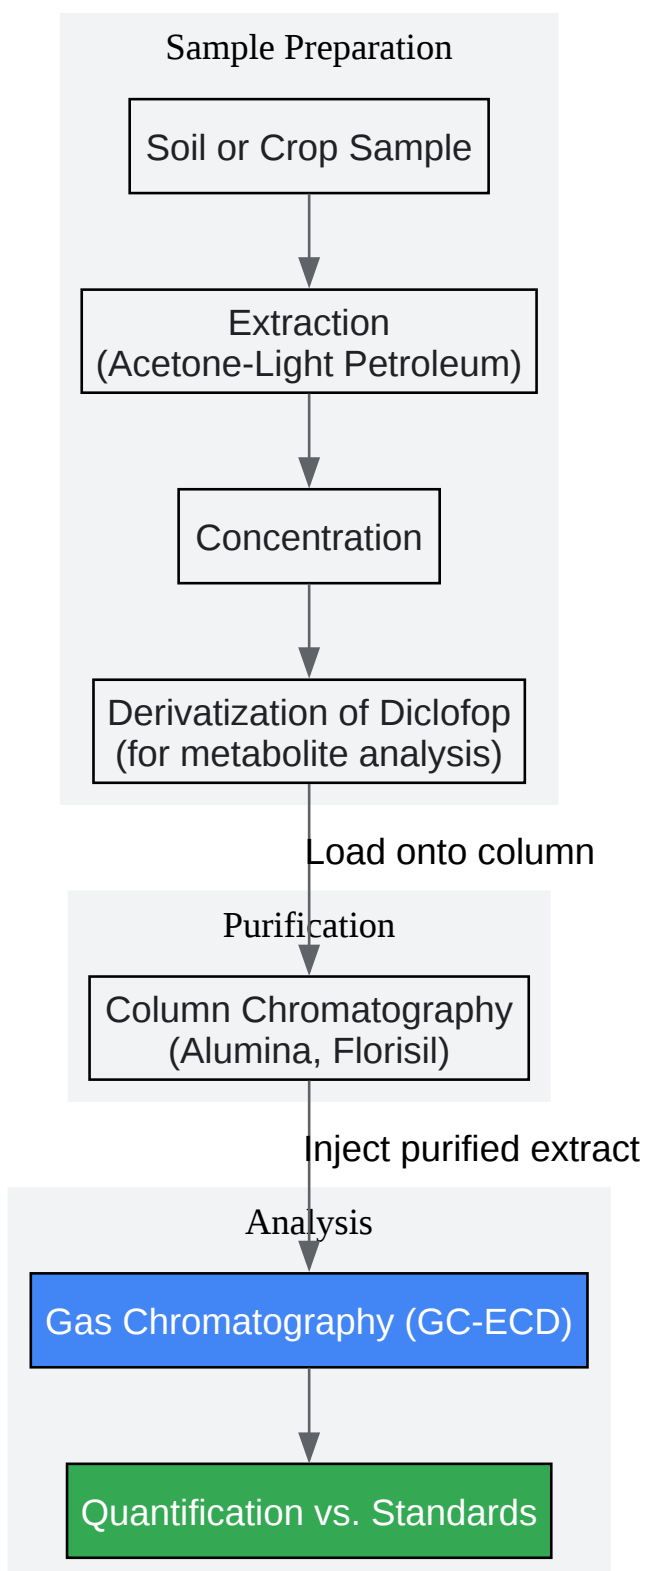 Sample Preparation
Soil or Crop Sample
Extraction
(Acetone-Light Petroleum)
Concentration
Derivatization of Diclofop
(for metabolite analysis)
Load onto column
Purification
Column Chromatography
(Alumina, Florisil)
Inject purified extract
Analysis
Gas Chromatography (GC-ECD)
Quantification vs. Standards